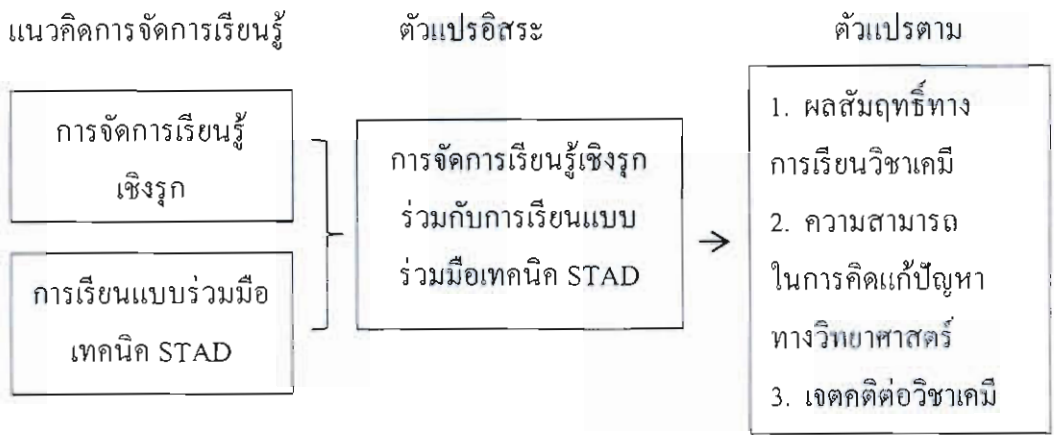 แนวคิดการจัดการเรียนรู้
ตัวแปรอิสระ
ตัวแปรตาม
การจัดการเรียนรู้
เชิงรุก
การเรียนแบบร่วมมือ
เทคนิค STAD
การจัดการเรียนรู้เชิงรุก
ร่วมกับการเรียนแบบ
ร่วมมือเทคนิค STAD
1. ผลสัมฤทธิ์ทาง
การเรียนวิชาเคมี
2. ความสามารถ
ในการคิดแก้ปัญหา
ทางวิทยาศาสตร์
3. เจตคติต่อวิชาเคมี